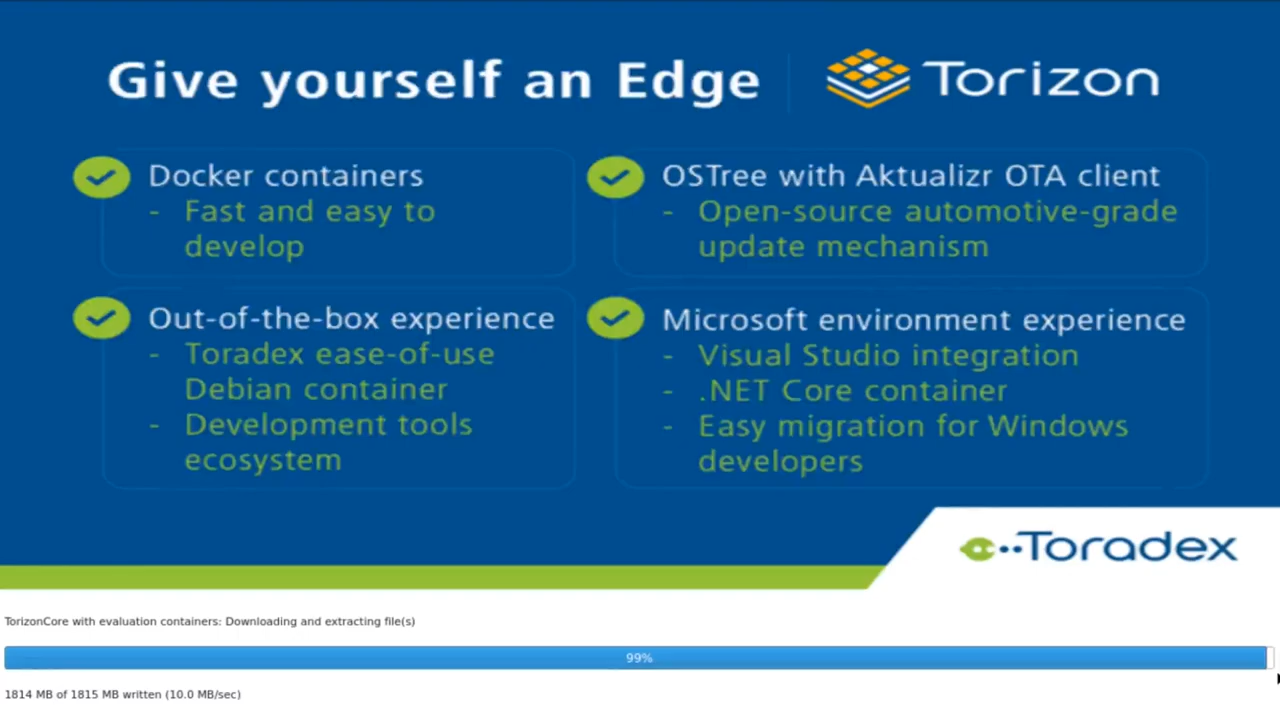 Give yourself an Edge
Torizon
Docker containers
- Fast and easy to
develop
OSTree with Aktualizr OTA client
- Open-source automotive-grade
update mechanism
Out-of-the-box experience
- Toradex ease-of-use
Debian container
- Development tools
ecosystem
Microsoft environment experience
- Visual Studio integration
- .NET Core container
- Easy migration for Windows
developers
Toradex
TorizonCore with evaluation containers: Downloading and extracting file(s)
99%
1814 MB of 1815 MB written (10.0 MB/sec)